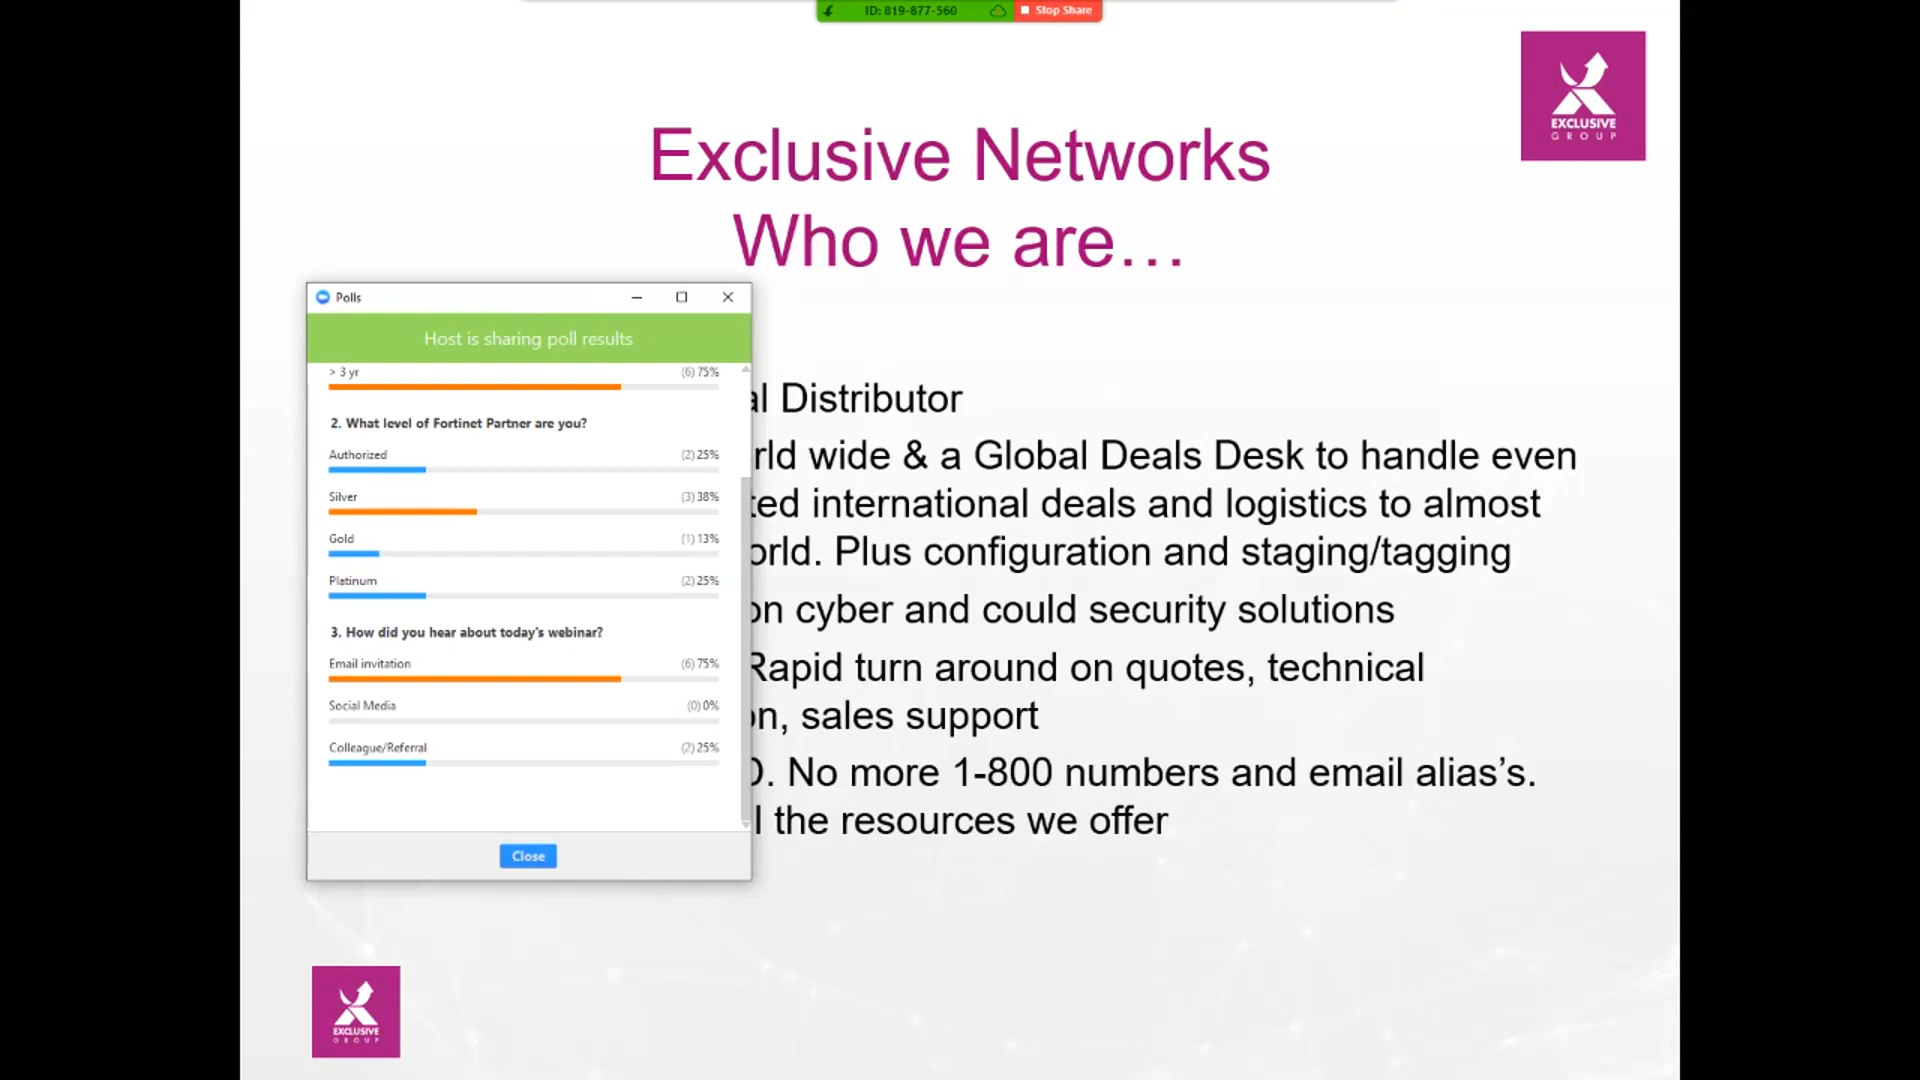 ID: 819-877-560
Stop Share
EXCLUSIVE
GROUP
Exclusive Networks
Who we are…
Polls
Host is sharing poll results
> 3 yr (6) 75%
2. What level of Fortinet Partner are you?
Authorized (2) 25%
Silver (3) 38%
Gold (1) 13%
Platinum (2) 25%
3. How did you hear about today's webinar?
Email invitation (6) 75%
Social Media (0) 0%
Colleague/Referral (2) 25%
Close
Distributor
wide & a Global Deals Desk to handle even
international deals and logistics to almost
Plus configuration and staging/tagging
on cyber and could security solutions
Rapid turn around on quotes, technical
sales support
No more 1-800 numbers and email alias’s.
the resources we offer
EXCLUSIVE
GROUP